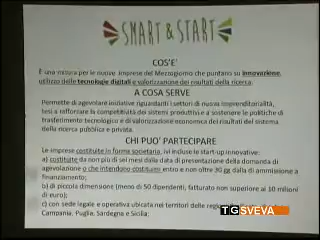 SMART & START
COS'E'
È una misura per le nuove imprese del Mezzogiorno che puntano su innovazione,
utilizzo delle tecnologie digitali e valorizzazione dei risultati della ricerca.
A COSA SERVE
Permette di agevolare iniziative riguardanti i settori di nuova imprenditorialità,
tesi a rafforzare la competitività dei sistemi produttivi e a sostenere le politiche di
trasferimento tecnologico e di valorizzazione economica dei risultati del sistema
della ricerca pubblica e privata.
CHI PUO' PARTECIPARE
Le imprese costituite in forma societaria, ivi incluse le start up innovative:
a) costituite da non più di sei mesi dalla data di presentazione della domanda di
agevolazione o che intendono costituirsi entro e non oltre 30 gg dalla di ammissione a
finanziamento;
b) di piccola dimensione (meno di 50 dipendenti, fatturato non superiore ai 10 milioni
di euro);
c) con sede legale e operativa ubicata nei territori delle
Campania, Puglia, Sardegna e Sicilia;
TGSVEVA